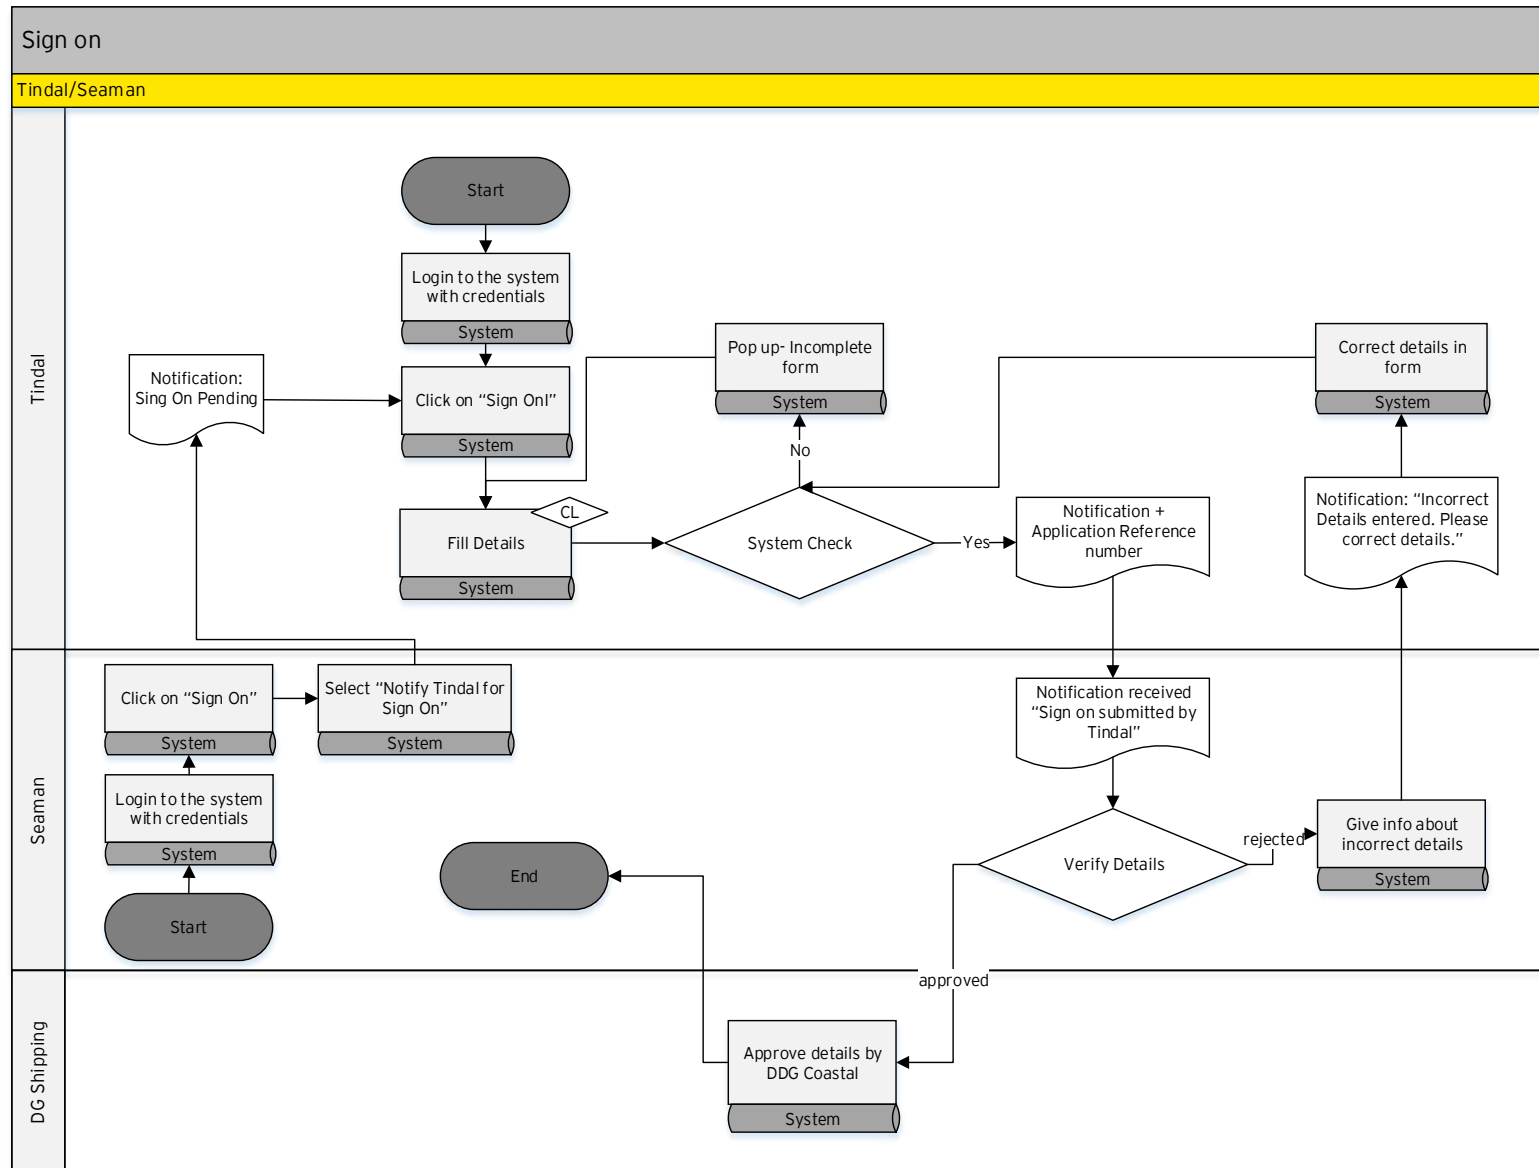 Sign on
Tindal/Seaman
Tindal
Start
Login to the system
with credentials
System
Notification:
Sing On Pending
Click on “Sign Onl”
System
Pop up- Incomplete
form
System
Correct details in
form
System
No
CL
Fill Details
System
System Check
Yes
Notification +
Application Reference
number
Notification: “Incorrect
Details entered. Please
correct details.”
Seaman
Click on “Sign On”
System
Select “Notify Tindal for
Sign On”
System
Login to the system
with credentials
System
Start
Notification received
“Sign on submitted by
Tindal”
Verify Details
rejected
Give info about
incorrect details
System
End
approved
DG Shipping
Approve details by
DDG Coastal
System